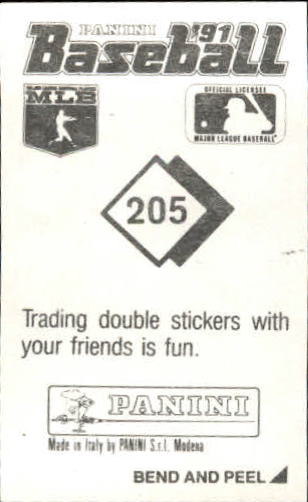 PANINI '91
Baseball
MLB
OFFICIAL LICENSEE
MAJOR LEAGUE BASEBALL
205
Trading double stickers with
your friends is fun.
PANINI
Made in Italy by PANINI S.r.l. Modena
BEND AND PEEL